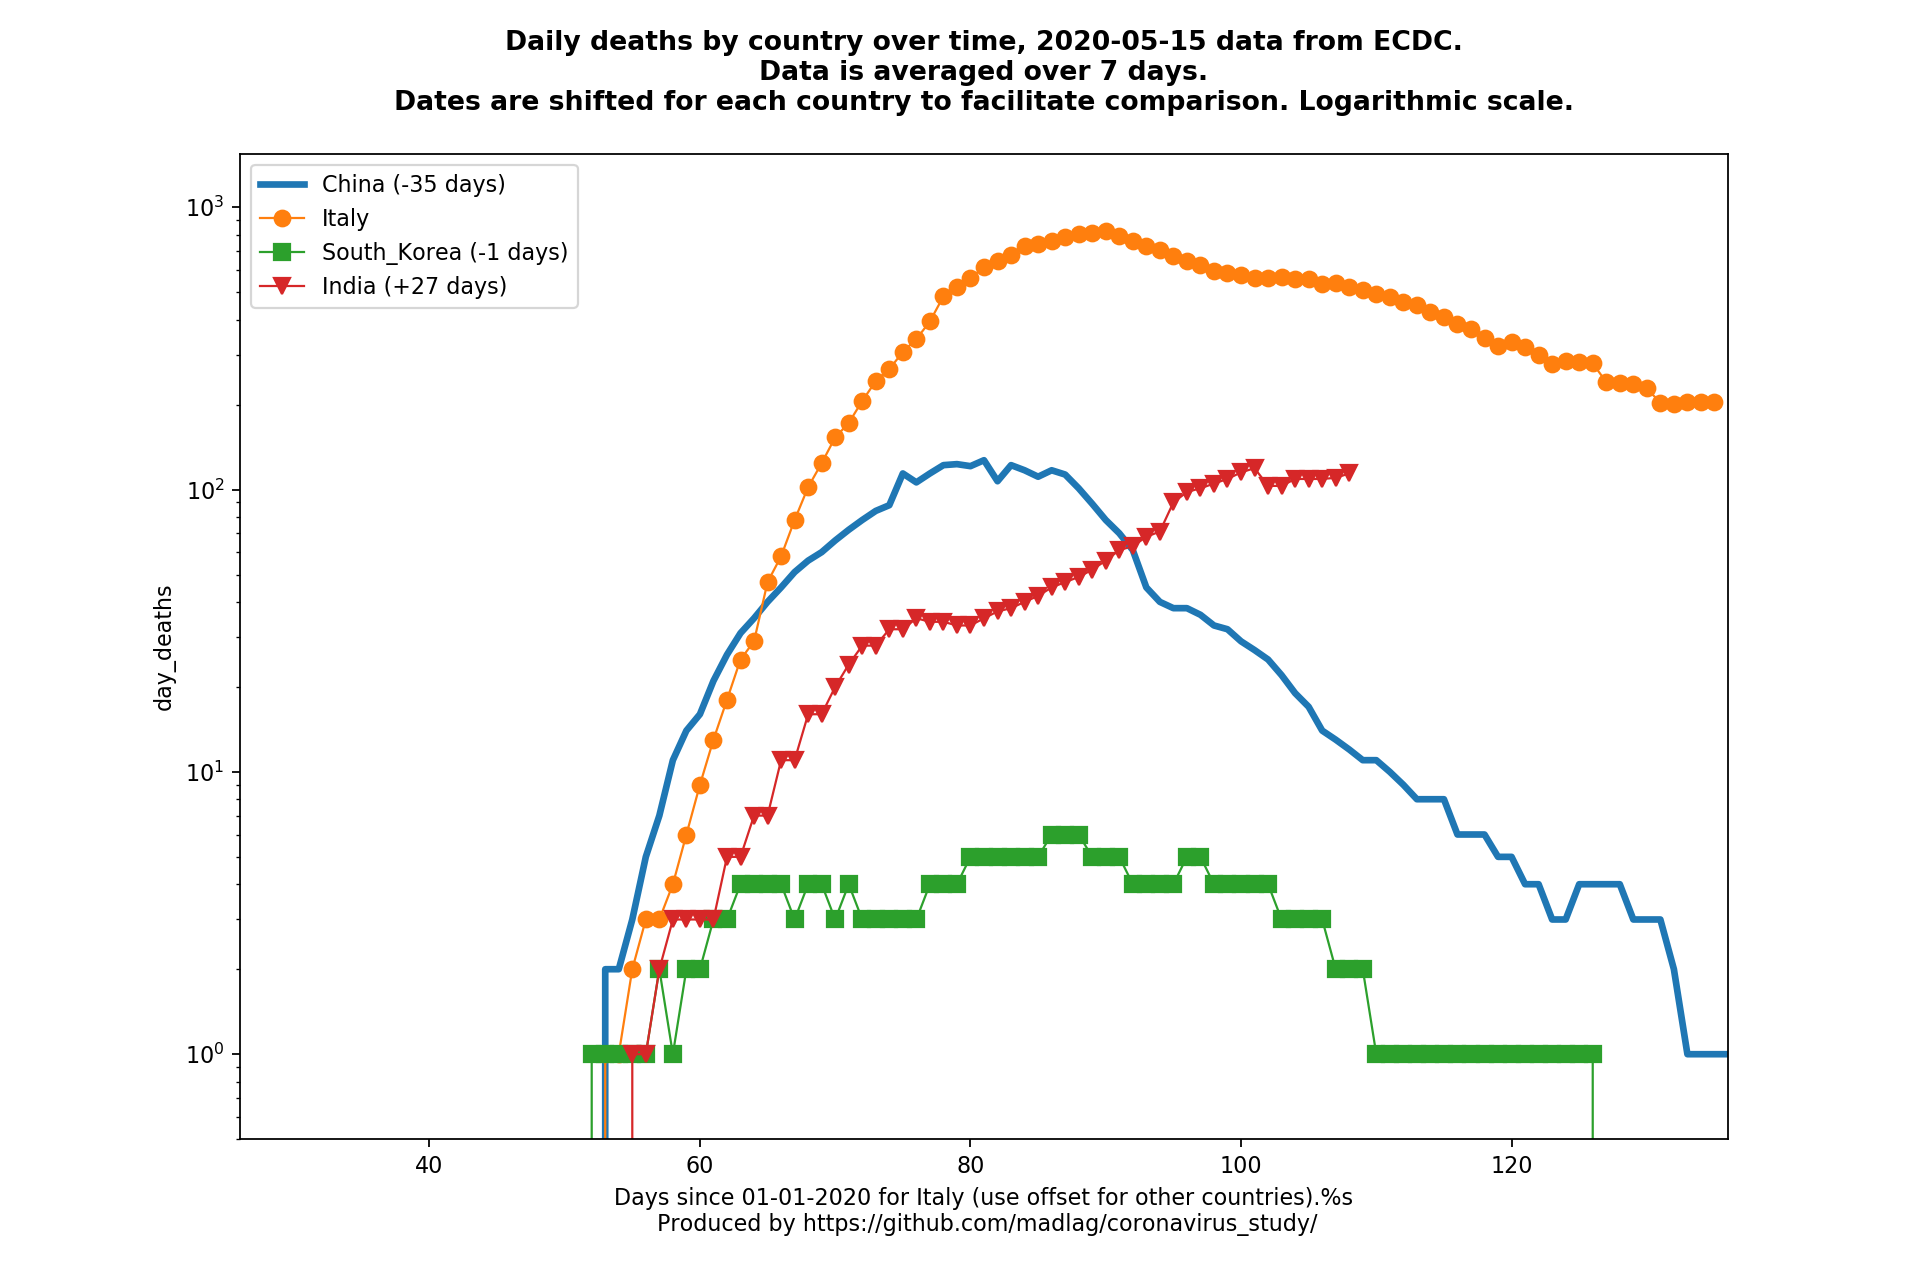 Daily deaths by country over time, 2020-05-15 data from ECDC.
Data is averaged over 7 days.
Dates are shifted for each country to facilitate comparison. Logarithmic scale.
China (-35 days)
Italy
South_Korea (-1 days)
India (+27 days)
10³
10²
10¹
10⁰
day_deaths
40 60 80 100 120
Days since 01-01-2020 for Italy (use offset for other countries).%s
Produced by https://github.com/madlag/coronavirus_study/